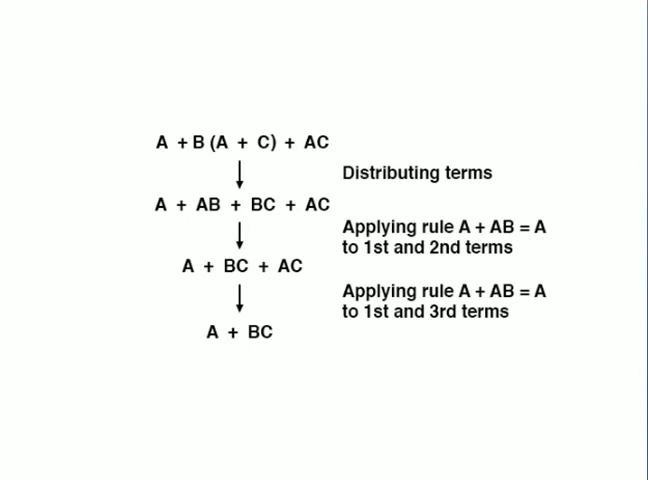 A + B (A + C) + AC
Distributing terms
A + AB + BC + AC
Applying rule A + AB = A
to 1st and 2nd terms
A + BC + AC
Applying rule A + AB = A
to 1st and 3rd terms
A + BC